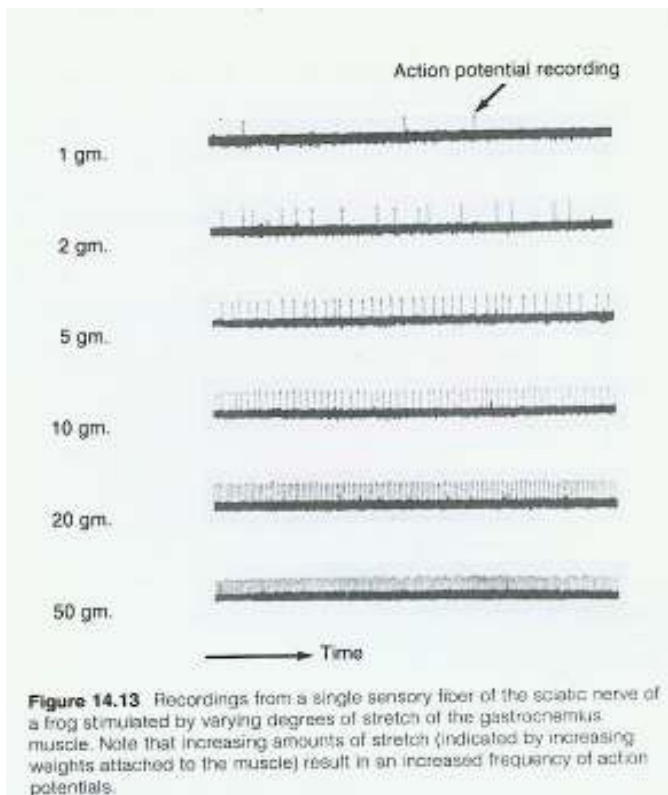 Action potential recording
1 gm.
2 gm.
5 gm.
10 gm.
20 gm.
50 gm.
Time
Figure 14.13 Recordings from a single sensory fiber of the sciatic nerve of
a frog stimulated by varying degrees of stretch of the gastrocnemius
muscle. Note that increasing amounts of stretch (indicated by increasing
weights attached to the muscle) result in an increased frequency of action
potentials.